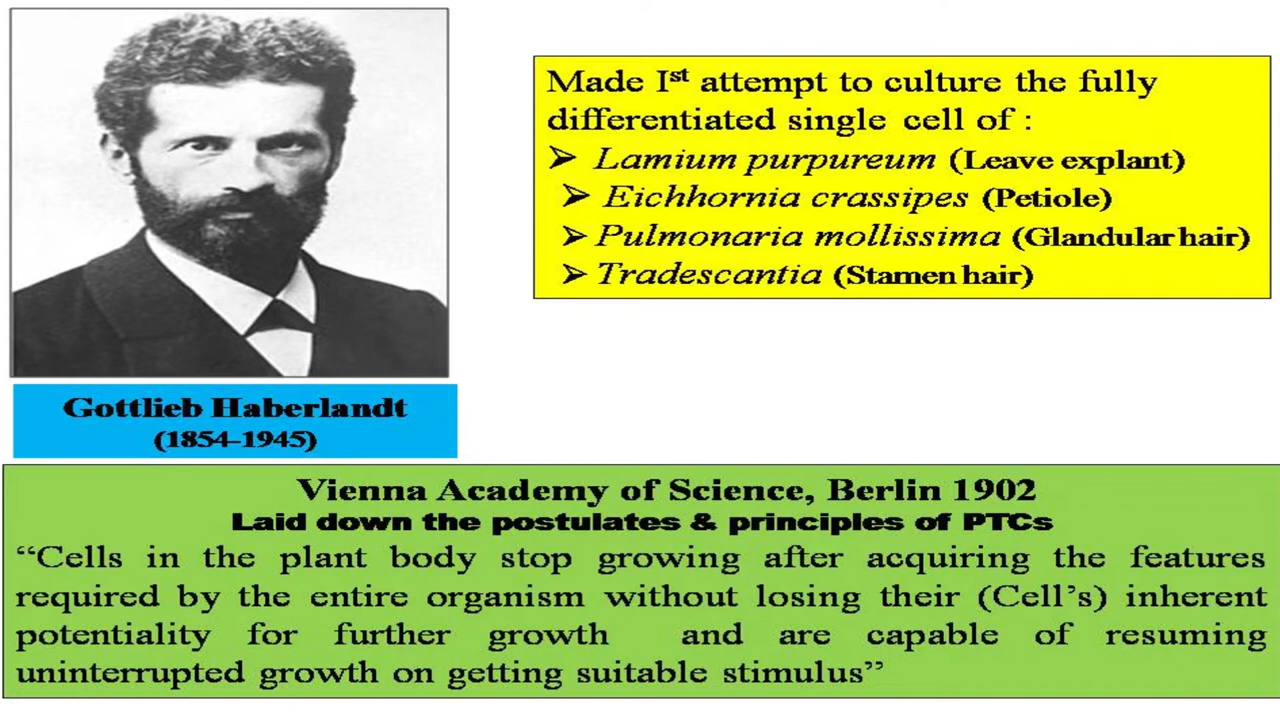 Made Ist attempt to culture the fully
differentiated single cell of :
➢ Lamium purpureum (Leave explant)
➢ Eichhornia crassipes (Petiole)
➢ Pulmonaria mollissima (Glandular hair)
➢ Tradescantia (Stamen hair)
Gottlieb Haberlandt
(1854-1945)
Vienna Academy of Science, Berlin 1902
Laid down the postulates & principles of PTCs
“Cells in the plant body stop growing after acquiring the features
required by the entire organism without losing their (Cell’s) inherent
potentiality for further growth and are capable of resuming
uninterrupted growth on getting suitable stimulus”